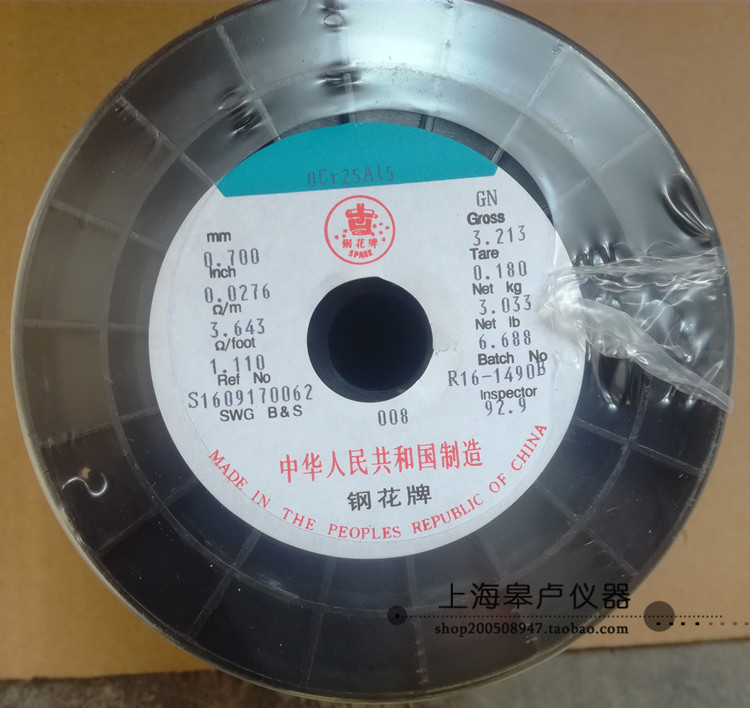 0Cr25Al5
钢花牌
SPARK
mm
0.700
Inch
0.0276
Ω/m
3.643
Ω/foot
1.110
Ref No
S1609170062
SWG B&S
GN
Gross
3.213
Tare
0.180
Net kg
3.033
Net lb
6.688
Batch No
R16-1490B
Inspector
92.9
008
中华人民共和国制造
钢花牌
MADE IN THE PEOPLES REPUBLIC OF CHINA
上海皋卢仪器
shop200508947.taobao.com